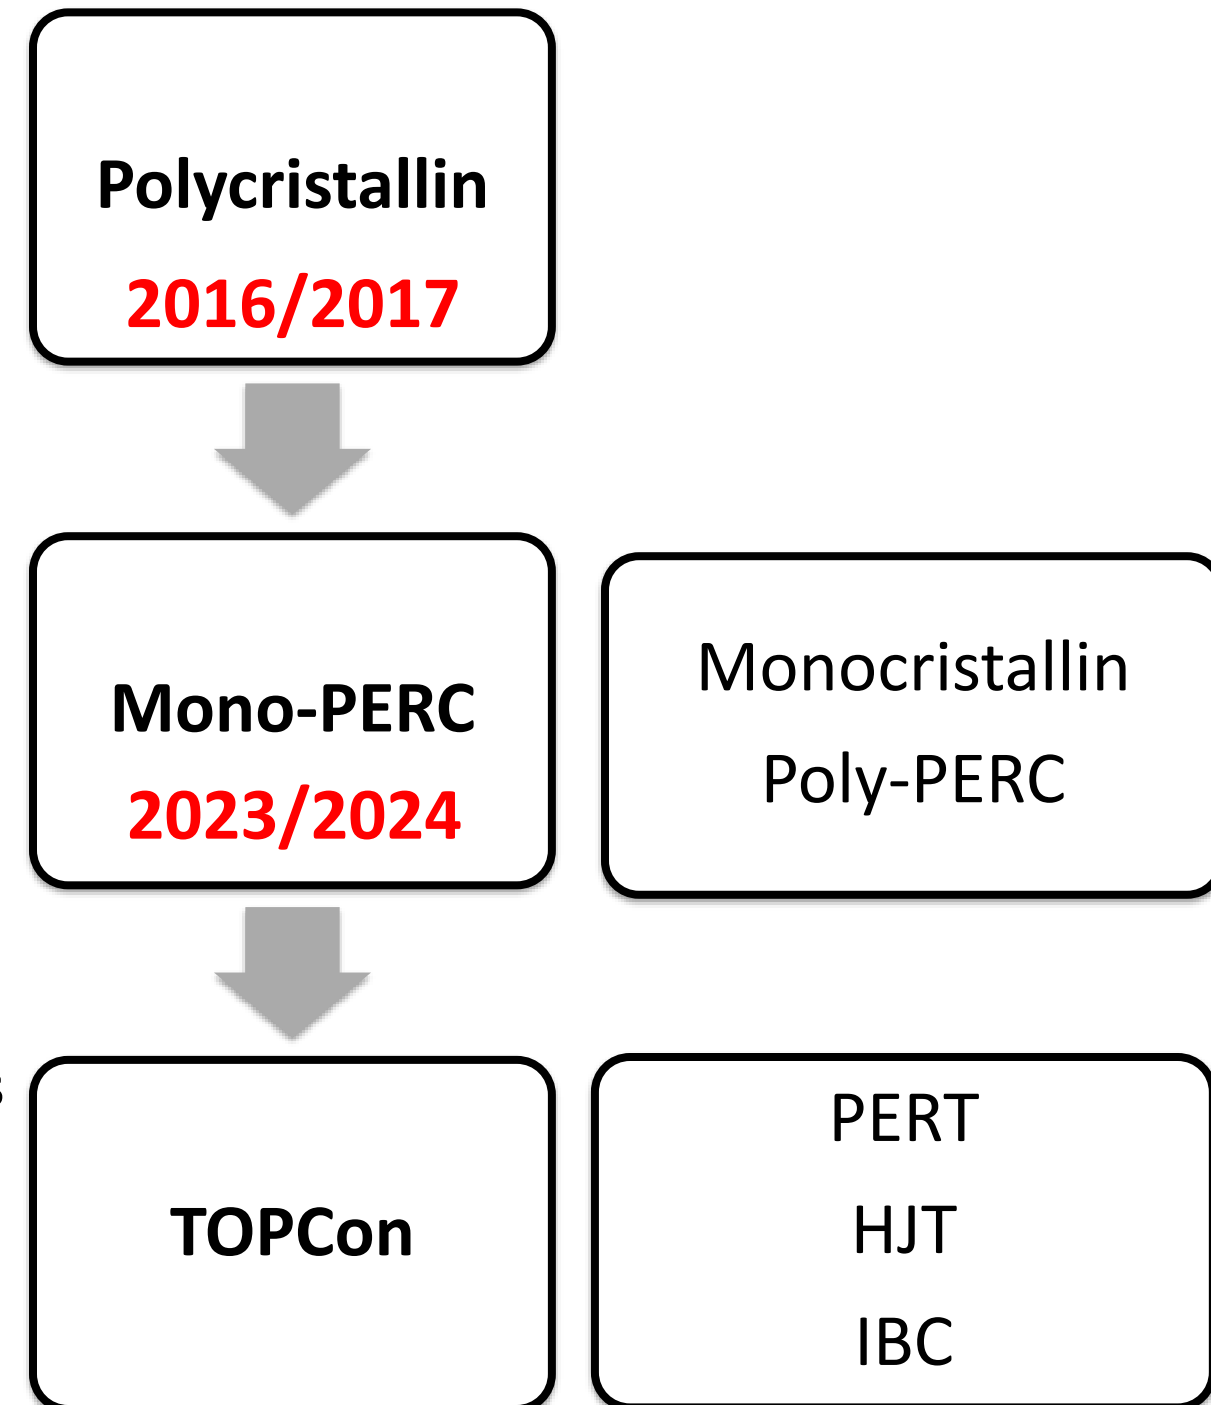 Polycristallin
2016/2017
Mono-PERC
2023/2024
Monocristallin
Poly-PERC
TOPCon
PERT
HJT
IBC